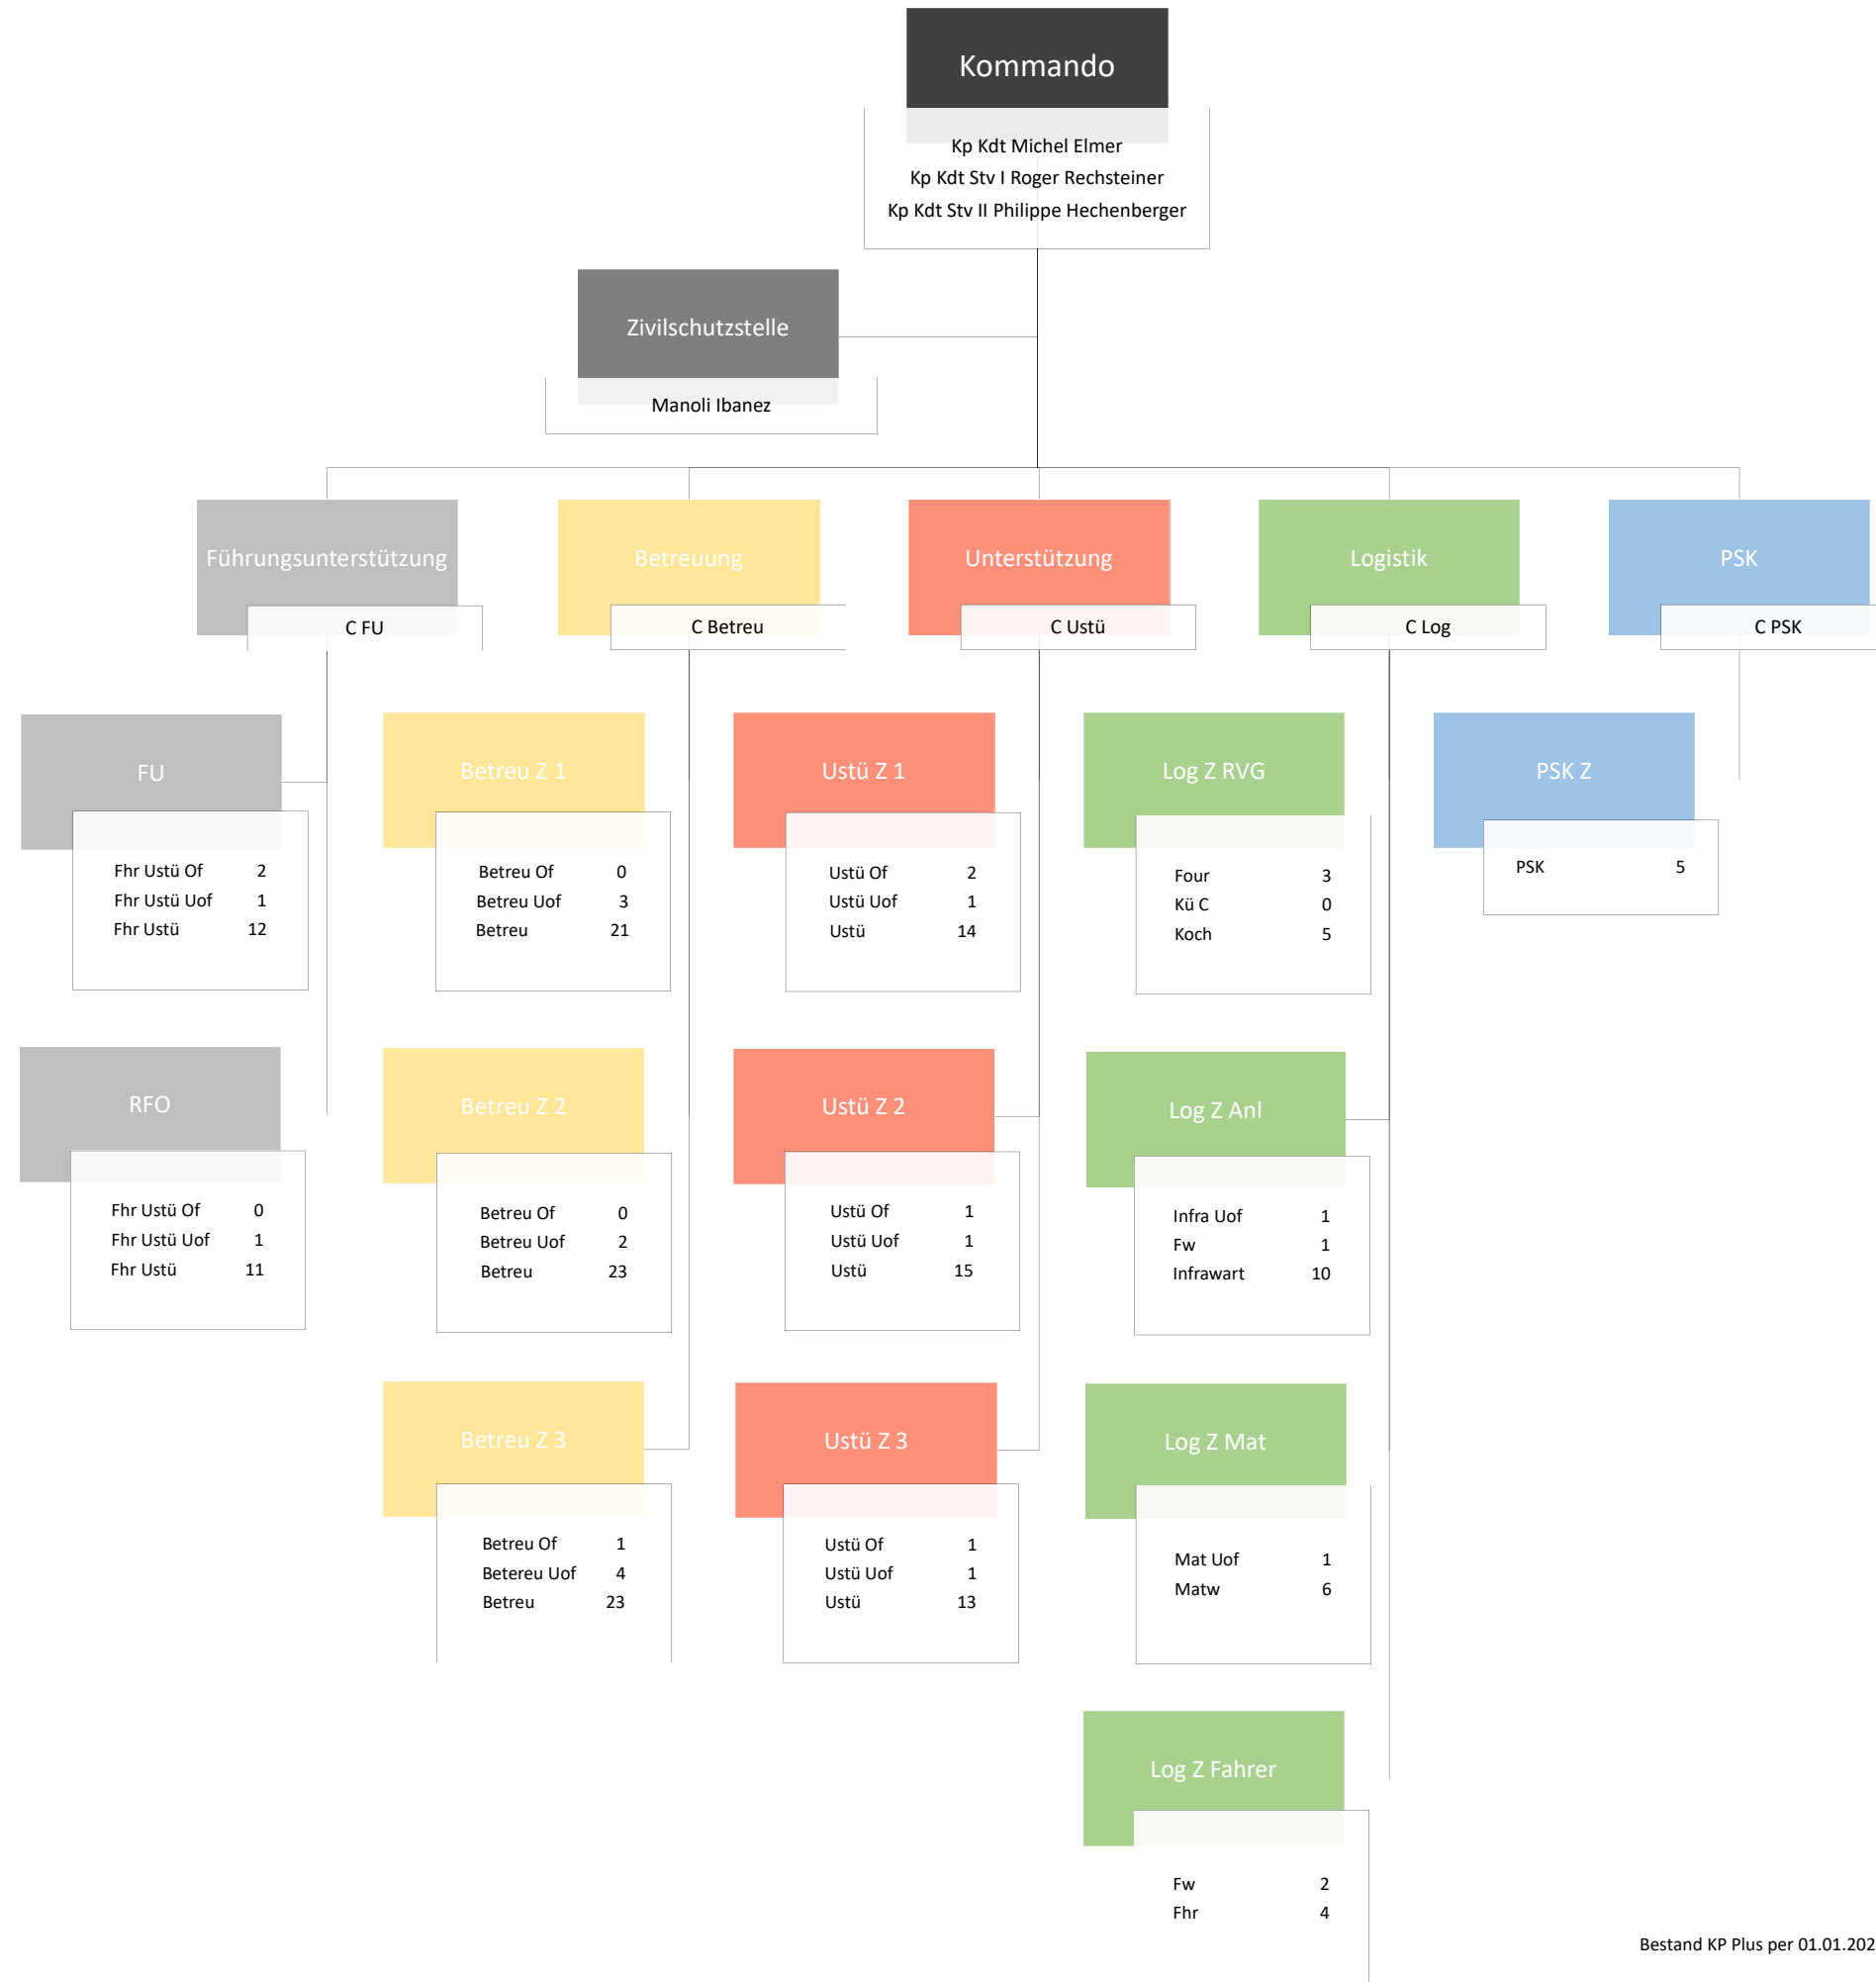 Kommando
Kp Kdt Michel Elmer
Kp Kdt Stv I Roger Rechsteiner
Kp Kdt Stv II Philippe Hechenberger
Zivilschutzstelle
Manoli Ibanez
Führungsunterstützung
C FU
Betreuung
C Betreu
Unterstützung
C Ustü
Logistik
C Log
PSK
C PSK
FU
Fhr Ustü Of 2
Fhr Ustü Uof 1
Fhr Ustü 12
Betreu Z 1
Betreu Of 0
Betreu Uof 3
Betreu 21
Ustü Z 1
Ustü Of 2
Ustü Uof 1
Ustü 14
Log Z RVG
Four 3
Kü C 0
Koch 5
PSK Z
PSK 5
RFO
Fhr Ustü Of 0
Fhr Ustü Uof 1
Fhr Ustü 11
Betreu Z 2
Betreu Of 0
Betreu Uof 2
Betreu 23
Ustü Z 2
Ustü Of 1
Ustü Uof 1
Ustü 15
Log Z Anl
Infra Uof 1
Fw 1
Infrawart 10
Betreu Z 3
Betreu Of 1
Betereu Uof 4
Betreu 23
Ustü Z 3
Ustü Of 1
Ustü Uof 1
Ustü 13
Log Z Mat
Mat Uof 1
Matw 6
Log Z Fahrer
Fw 2
Fhr 4
Bestand KP Plus per 01.01.202